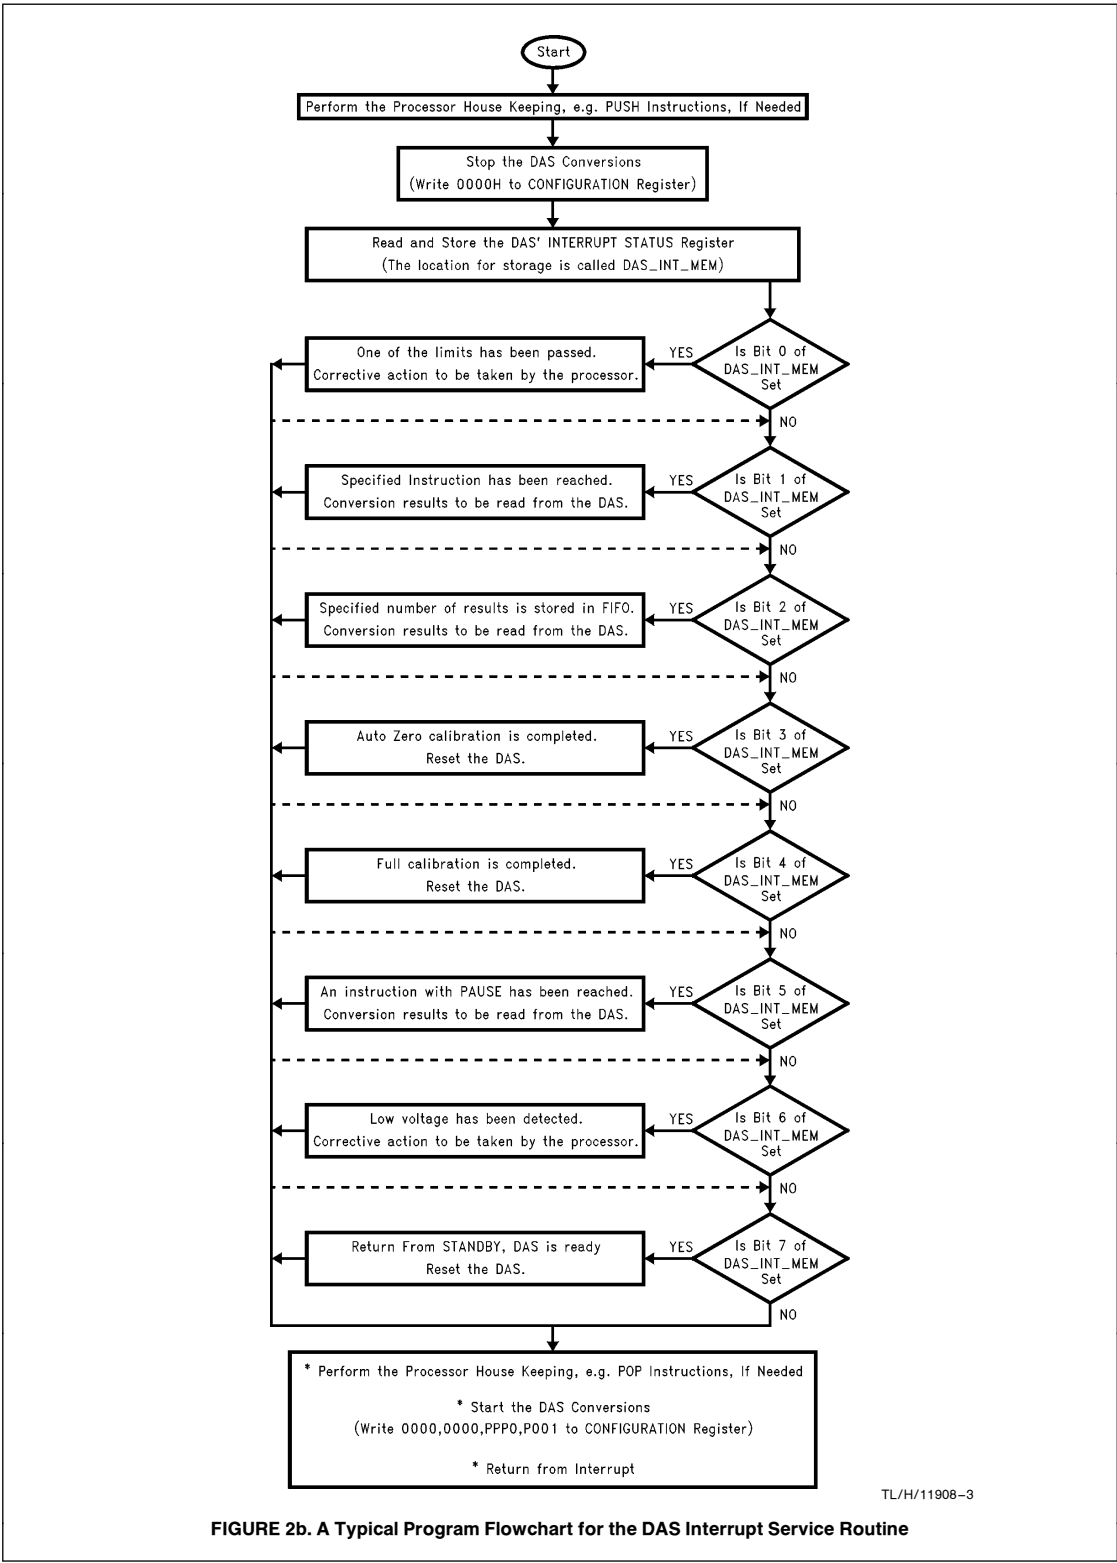 Start
Perform the Processor House Keeping, e.g. PUSH Instructions, If Needed
Stop the DAS Conversions
(Write 0000H to CONFIGURATION Register)
Read and Store the DAS' INTERRUPT STATUS Register
(The location for storage is called DAS_INT_MEM)
One of the limits has been passed.
Corrective action to be taken by the processor.
YES
Is Bit 0 of
DAS_INT_MEM
Set
NO
Specified Instruction has been reached.
Conversion results to be read from the DAS.
YES
Is Bit 1 of
DAS_INT_MEM
Set
NO
Specified number of results is stored in FIFO.
Conversion results to be read from the DAS.
YES
Is Bit 2 of
DAS_INT_MEM
Set
NO
Auto Zero calibration is completed.
Reset the DAS.
YES
Is Bit 3 of
DAS_INT_MEM
Set
NO
Full calibration is completed.
Reset the DAS.
YES
Is Bit 4 of
DAS_INT_MEM
Set
NO
An instruction with PAUSE has been reached.
Conversion results to be read from the DAS.
YES
Is Bit 5 of
DAS_INT_MEM
Set
NO
Low voltage has been detected.
Corrective action to be taken by the processor.
YES
Is Bit 6 of
DAS_INT_MEM
Set
NO
Return From STANDBY, DAS is ready
Reset the DAS.
YES
Is Bit 7 of
DAS_INT_MEM
Set
NO
* Perform the Processor House Keeping, e.g. POP Instructions, If Needed
* Start the DAS Conversions
(Write 0000,0000,PPP0,P001 to CONFIGURATION Register)
* Return from Interrupt
TL/H/11908–3
FIGURE 2b. A Typical Program Flowchart for the DAS Interrupt Service Routine